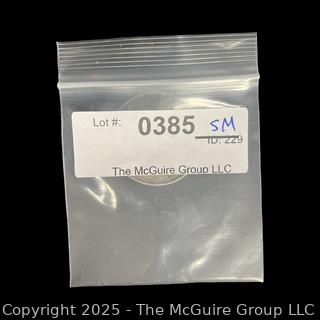 Lot #: 0385 SM
ID: 229
The McGuire Group LLC
Copyright 2025 - The McGuire Group LLC